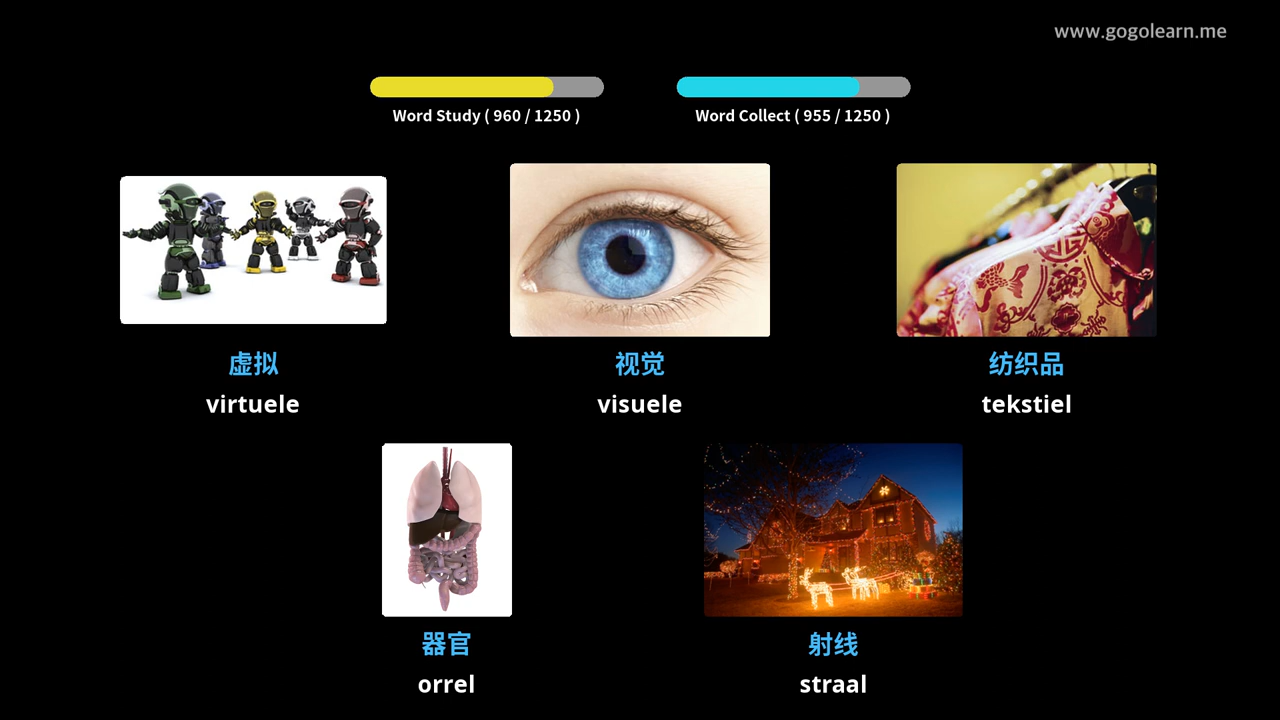 www.gogolearn.me
Word Study ( 960 / 1250 )
Word Collect ( 955 / 1250 )
虚拟
virtuele
视觉
visuele
纺织品
tekstiel
器官
orrel
射线
straal